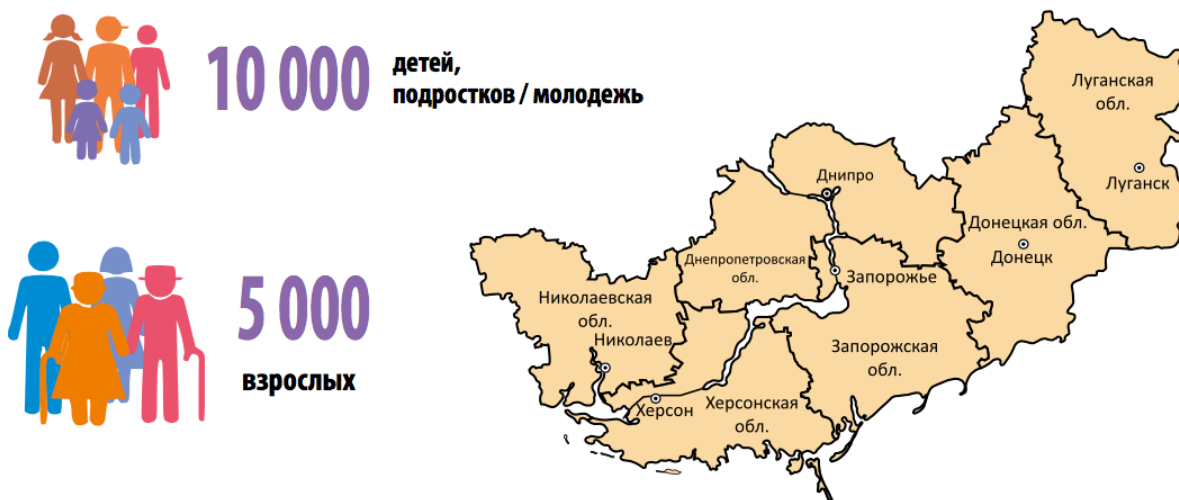 10 000
детей,
подростков / молодежь
5 000
взрослых
Луганская
обл.
Луганск
Днипро
Донецкая обл.
Донецк
Днепропетровская
обл.
Запорожье
Николаевская
обл.
Николаев
Запорожская
обл.
Херсон
Херсонская
обл.